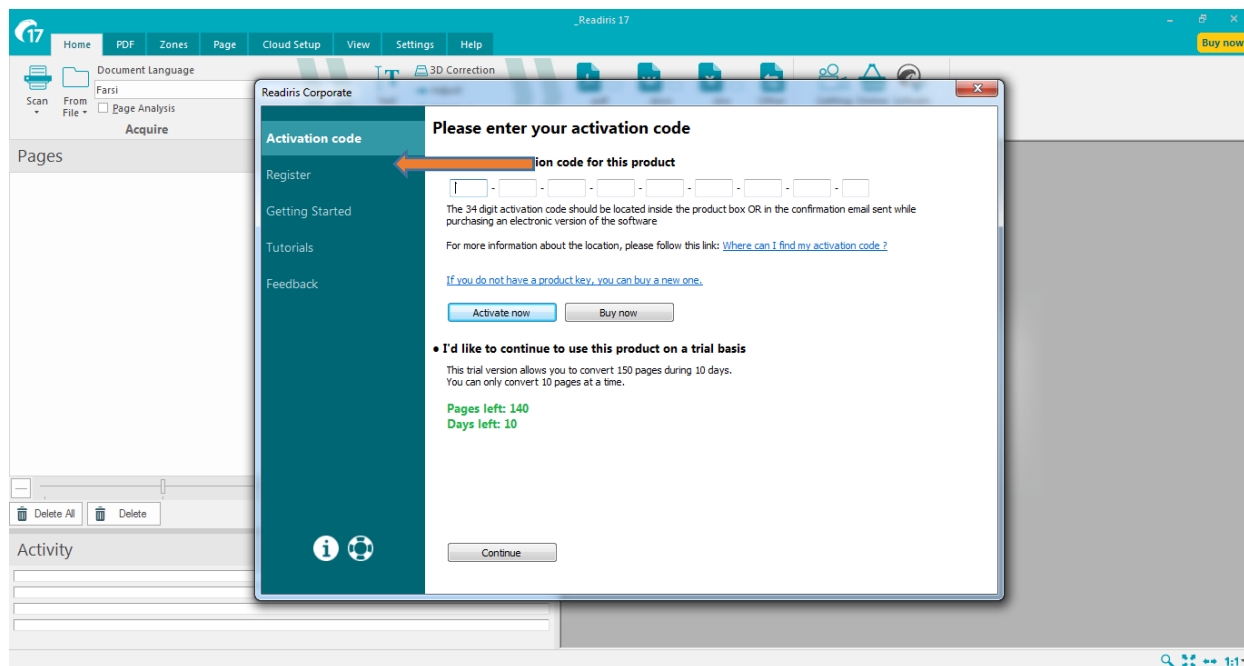 _Readiris 17
17
Home PDF Zones Page Cloud Setup View Settings Help
Buy now
Document Language
3D Correction
Farsi
Scan From File
Page Analysis
Acquire
Pages
Readiris Corporate
Activation code
Register
Getting Started
Tutorials
Feedback
Please enter your activation code
ion code for this product
- - - - - - - -
The 34 digit activation code should be located inside the product box OR in the confirmation email sent while
purchasing an electronic version of the software
For more information about the location, please follow this link: Where can I find my activation code ?
If you do not have a product key, you can buy a new one.
Activate now Buy now
• I'd like to continue to use this product on a trial basis
This trial version allows you to convert 150 pages during 10 days.
You can only convert 10 pages at a time.
Pages left: 140
Days left: 10
Continue
Delete All Delete
Activity
1:1